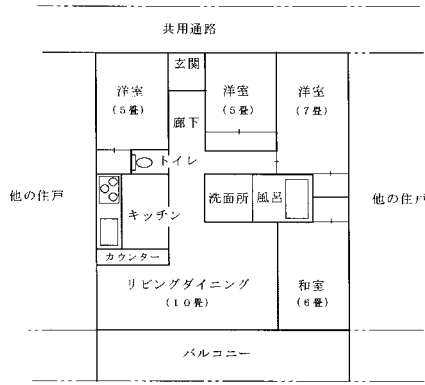 共用通路
玄関
洋室
(5畳)
洋室
(5畳)
洋室
(7畳)
廊下
トイレ
他の住戸
キッチン
洗面所
風呂
他の住戸
カウンター
リビングダイニング
(10畳)
和室
(6畳)
バルコニー